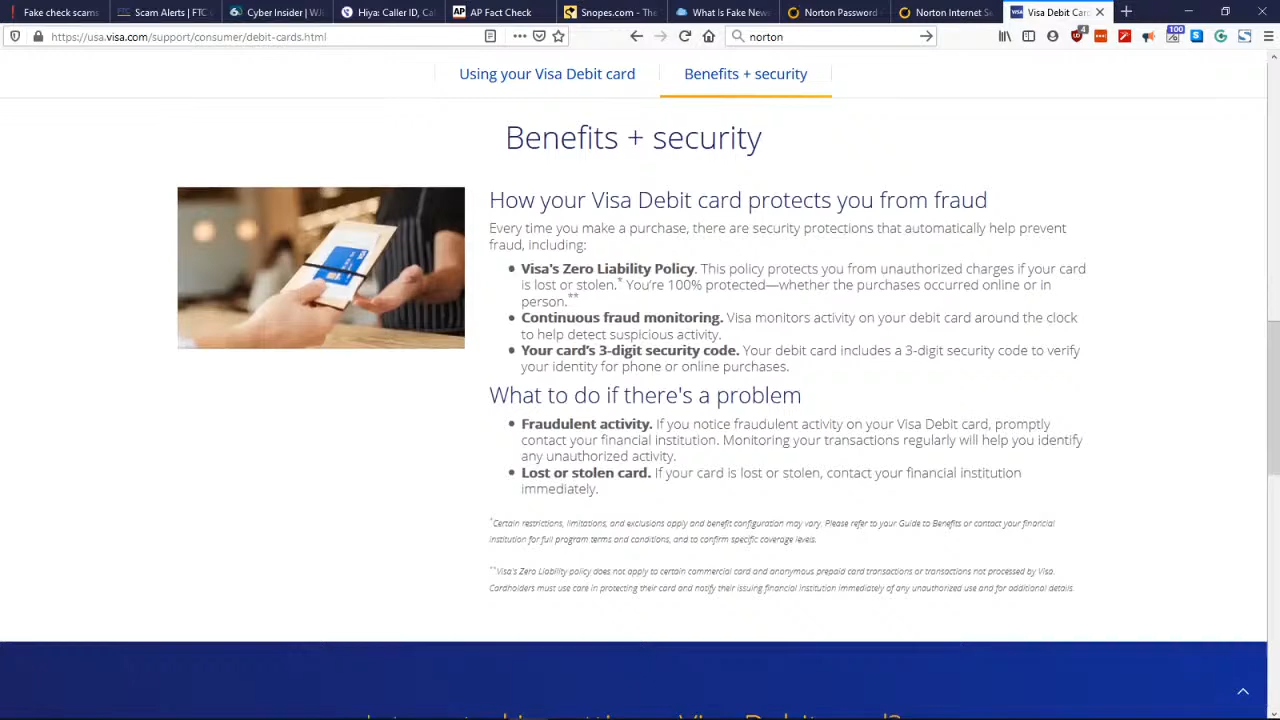 Fake check scams
Scam Alerts | FTC
Cyber Insider | WJ
Hiya: Caller ID, Ca
AP AP Fact Check
Snopes.com - The
What Is Fake New
Norton Password
Norton Internet Se
VISA Visa Debit Car
https://usa.visa.com/support/consumer/debit-cards.html
norton
4
100
Using your Visa Debit card
Benefits + security
Benefits + security
How your Visa Debit card protects you from fraud
Every time you make a purchase, there are security protections that automatically help prevent
fraud, including:
Visa's Zero Liability Policy. This policy protects you from unauthorized charges if your card
is lost or stolen.* You're 100% protected—whether the purchases occurred online or in
person.**
Continuous fraud monitoring. Visa monitors activity on your debit card around the clock
to help detect suspicious activity.
Your card's 3-digit security code. Your debit card includes a 3-digit security code to verify
your identity for phone or online purchases.
What to do if there's a problem
Fraudulent activity. If you notice fraudulent activity on your Visa Debit card, promptly
contact your financial institution. Monitoring your transactions regularly will help you identify
any unauthorized activity.
Lost or stolen card. If your card is lost or stolen, contact your financial institution
immediately.
*Certain restrictions, limitations, and exclusions apply and benefit configuration may vary. Please refer to your Guide to Benefits or contact your financial
institution for full program terms and conditions, and to confirm specific coverage levels.
**Visa's Zero Liability policy does not apply to certain commercial card and anonymous prepaid card transactions or transactions not processed by Visa.
Cardholders must use care in protecting their card and notify their issuing financial institution immediately of any unauthorized use and for additional details.